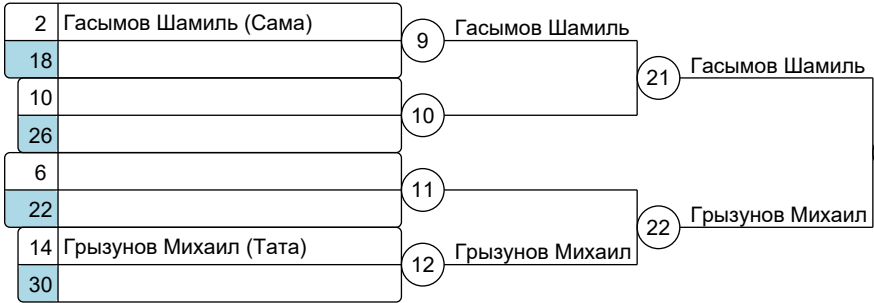 2 Гасымов Шамиль (Сама)
9 Гасымов Шамиль
18
21 Гасымов Шамиль
10
10
26
6
11
22
22 Грызунов Михаил
14 Грызунов Михаил (Тата)
12 Грызунов Михаил
30